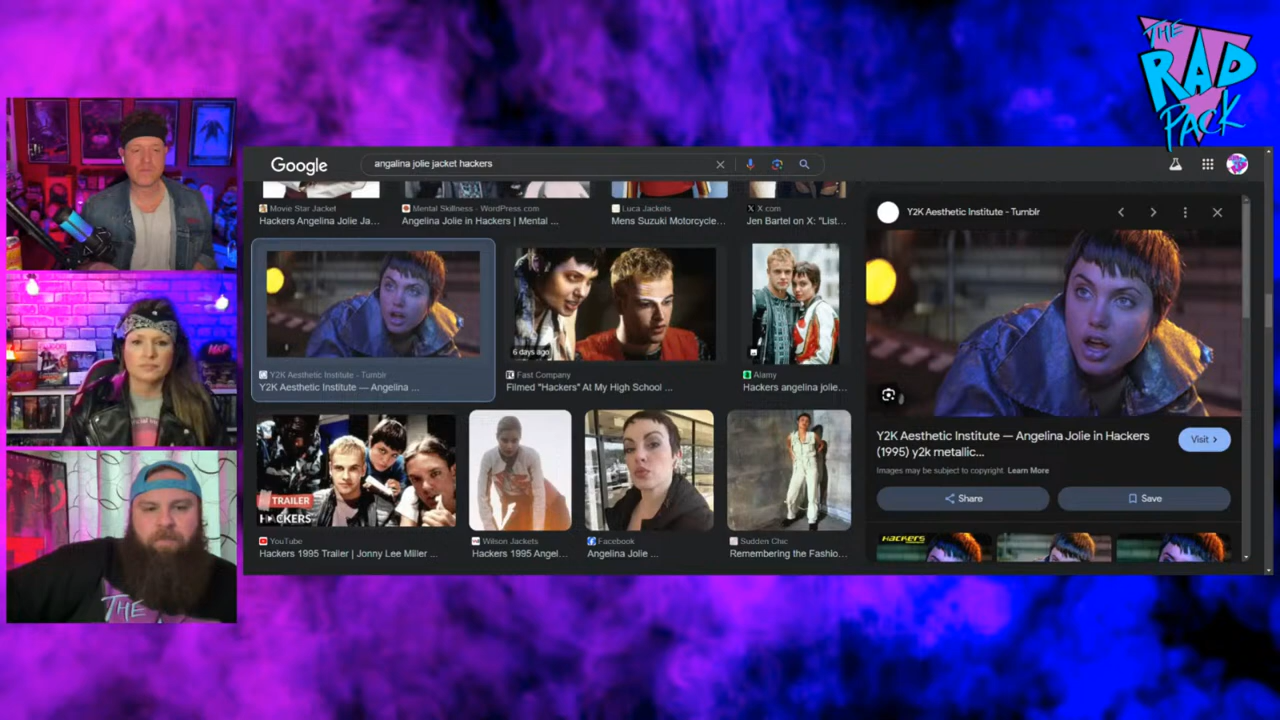 THE
RAD
PACK
Google
angalina jolie jacket hackers
Movie Star Jacket
Hackers Angelina Jolie Ja...
Mental Skillness - WordPress.com
Angelina Jolie in Hackers | Mental ...
Luca Jackets
Mens Suzuki Motorcycle...
X.com
Jen Bartel on X: "List...
Y2K Aesthetic Institute - Tumblr
Y2K Aesthetic Institute — Angelina ...
6 days ago
Fast Company
Filmed "Hackers" At My High School ...
Alamy
Hackers angelina jolie...
TRAILER
HACKERS
YouTube
Hackers 1995 Trailer | Jonny Lee Miller ...
Wilson Jackets
Hackers 1995 Angel...
Facebook
Angelina Jolie ...
Sudden Chic
Remembering the Fashio...
Y2K Aesthetic Institute - Tumblr
Y2K Aesthetic Institute — Angelina Jolie in Hackers
(1995) y2k metallic...
Visit
Images may be subject to copyright. Learn More
Share
Save
HACKERS
THE